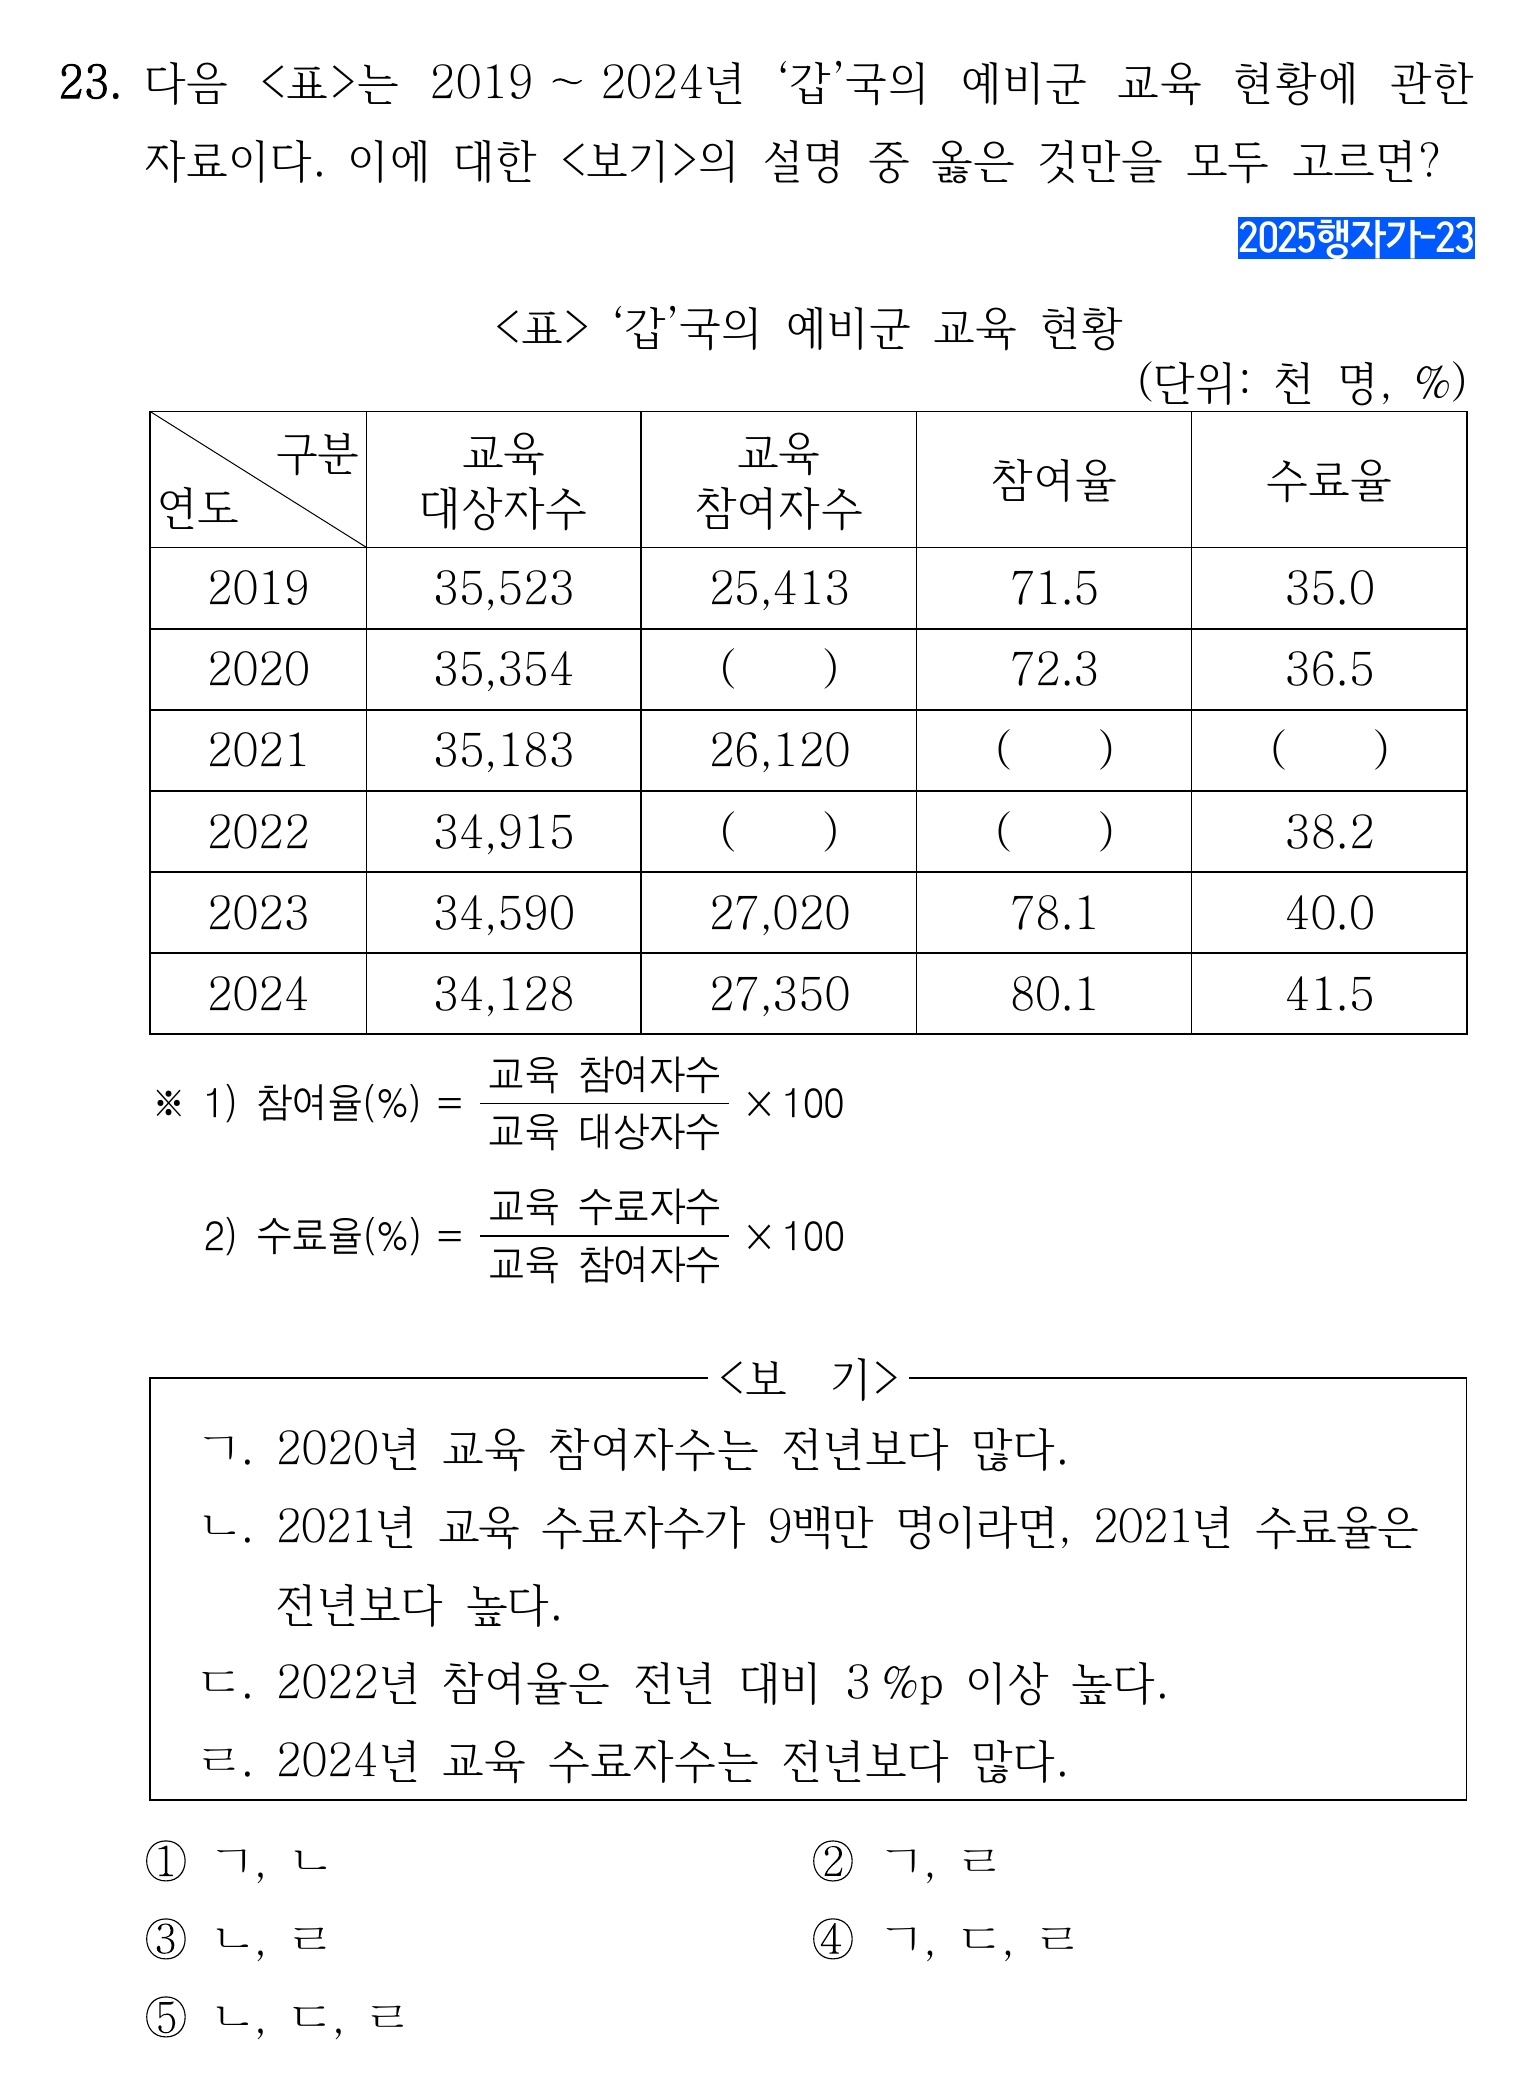 23. 다음 <표>는 2019 ~ 2024년 ‘갑’국의 예비군 교육 현황에 관한
자료이다. 이에 대한 <보기>의 설명 중 옳은 것만을 모두 고르면?
2025행자가-23
<표> ‘갑’국의 예비군 교육 현황
(단위: 천 명, %)
구분 연도 교육 대상자수 교육 참여자수 참여율 수료율
2019 35,523 25,413 71.5 35.0
2020 35,354 ( ) 72.3 36.5
2021 35,183 26,120 ( ) ( )
2022 34,915 ( ) ( ) 38.2
2023 34,590 27,020 78.1 40.0
2024 34,128 27,350 80.1 41.5
※ 1) 참여율(%) = 교육 참여자수 / 교육 대상자수 × 100
2) 수료율(%) = 교육 수료자수 / 교육 참여자수 × 100
<보 기>
ㄱ. 2020년 교육 참여자수는 전년보다 많다.
ㄴ. 2021년 교육 수료자수가 9백만 명이라면, 2021년 수료율은
전년보다 높다.
ㄷ. 2022년 참여율은 전년 대비 3 %p 이상 높다.
ㄹ. 2024년 교육 수료자수는 전년보다 많다.
① ㄱ, ㄴ ② ㄱ, ㄹ
③ ㄴ, ㄹ ④ ㄱ, ㄷ, ㄹ
⑤ ㄴ, ㄷ, ㄹ